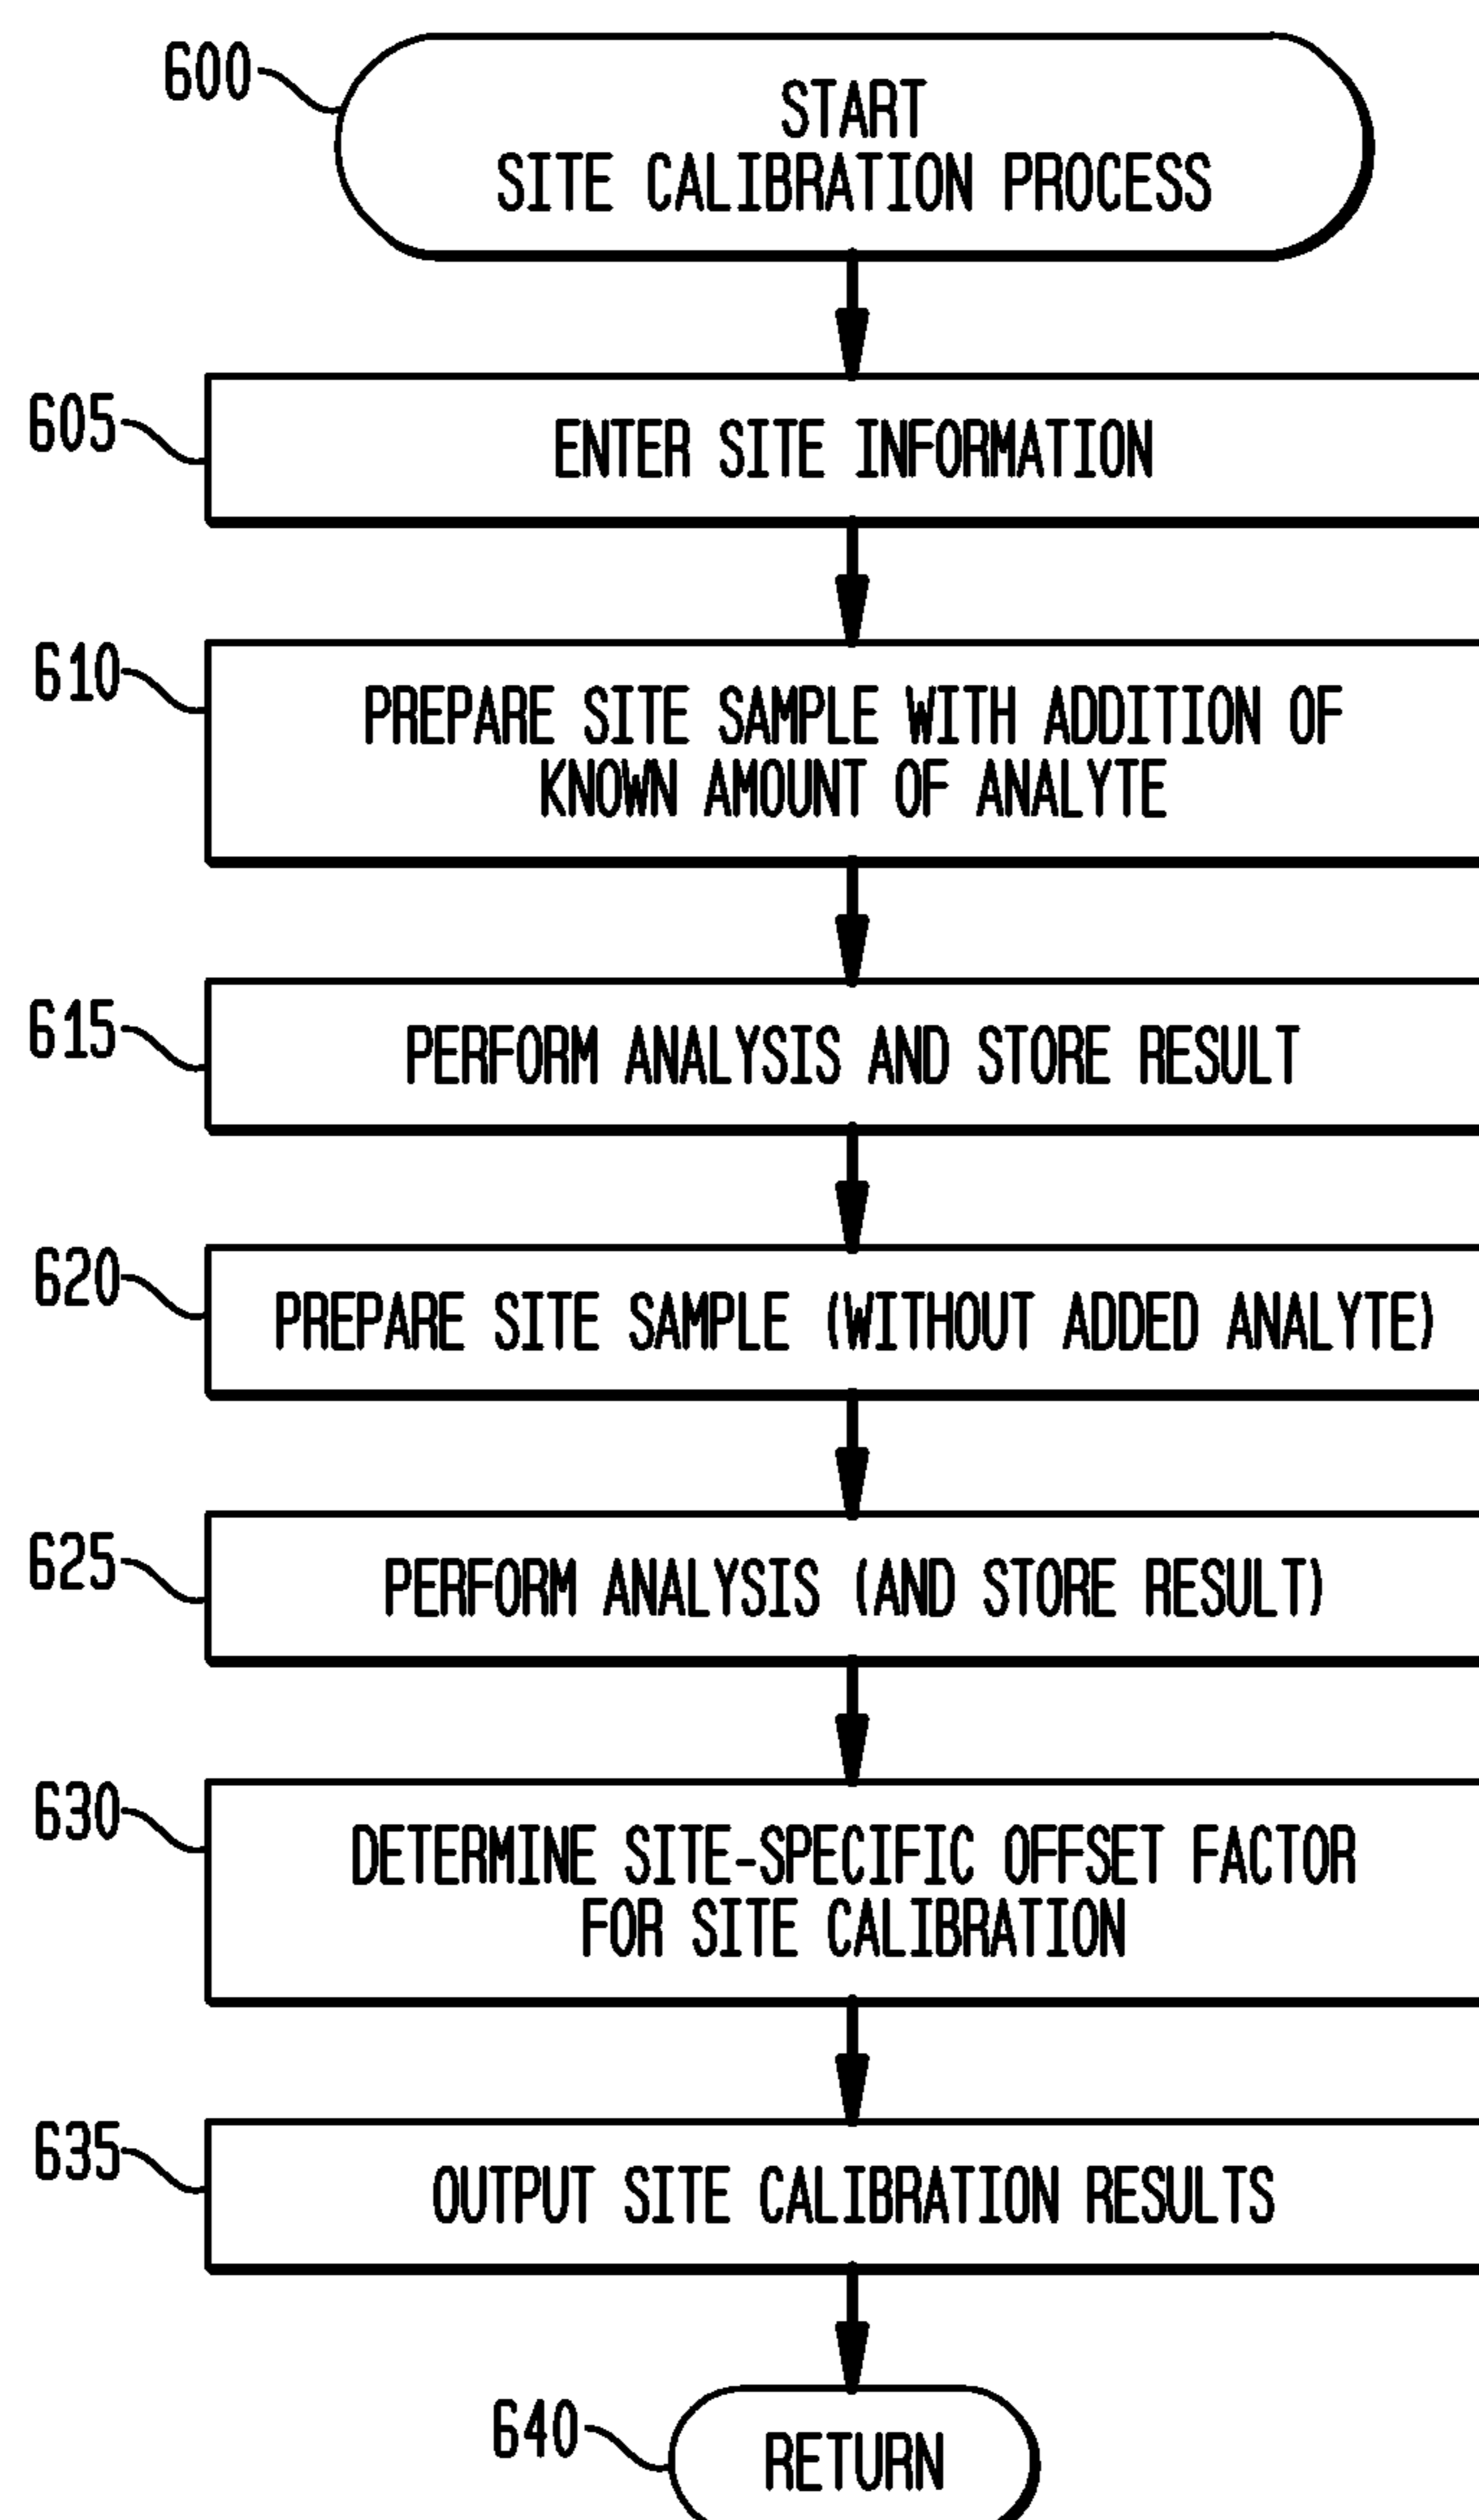 600
START
SITE CALIBRATION PROCESS
605
ENTER SITE INFORMATION
610
PREPARE SITE SAMPLE WITH ADDITION OF
KNOWN AMOUNT OF ANALYTE
615
PERFORM ANALYSIS AND STORE RESULT
620
PREPARE SITE SAMPLE (WITHOUT ADDED ANALYTE)
625
PERFORM ANALYSIS (AND STORE RESULT)
630
DETERMINE SITE-SPECIFIC OFFSET FACTOR
FOR SITE CALIBRATION
635
OUTPUT SITE CALIBRATION RESULTS
640
RETURN